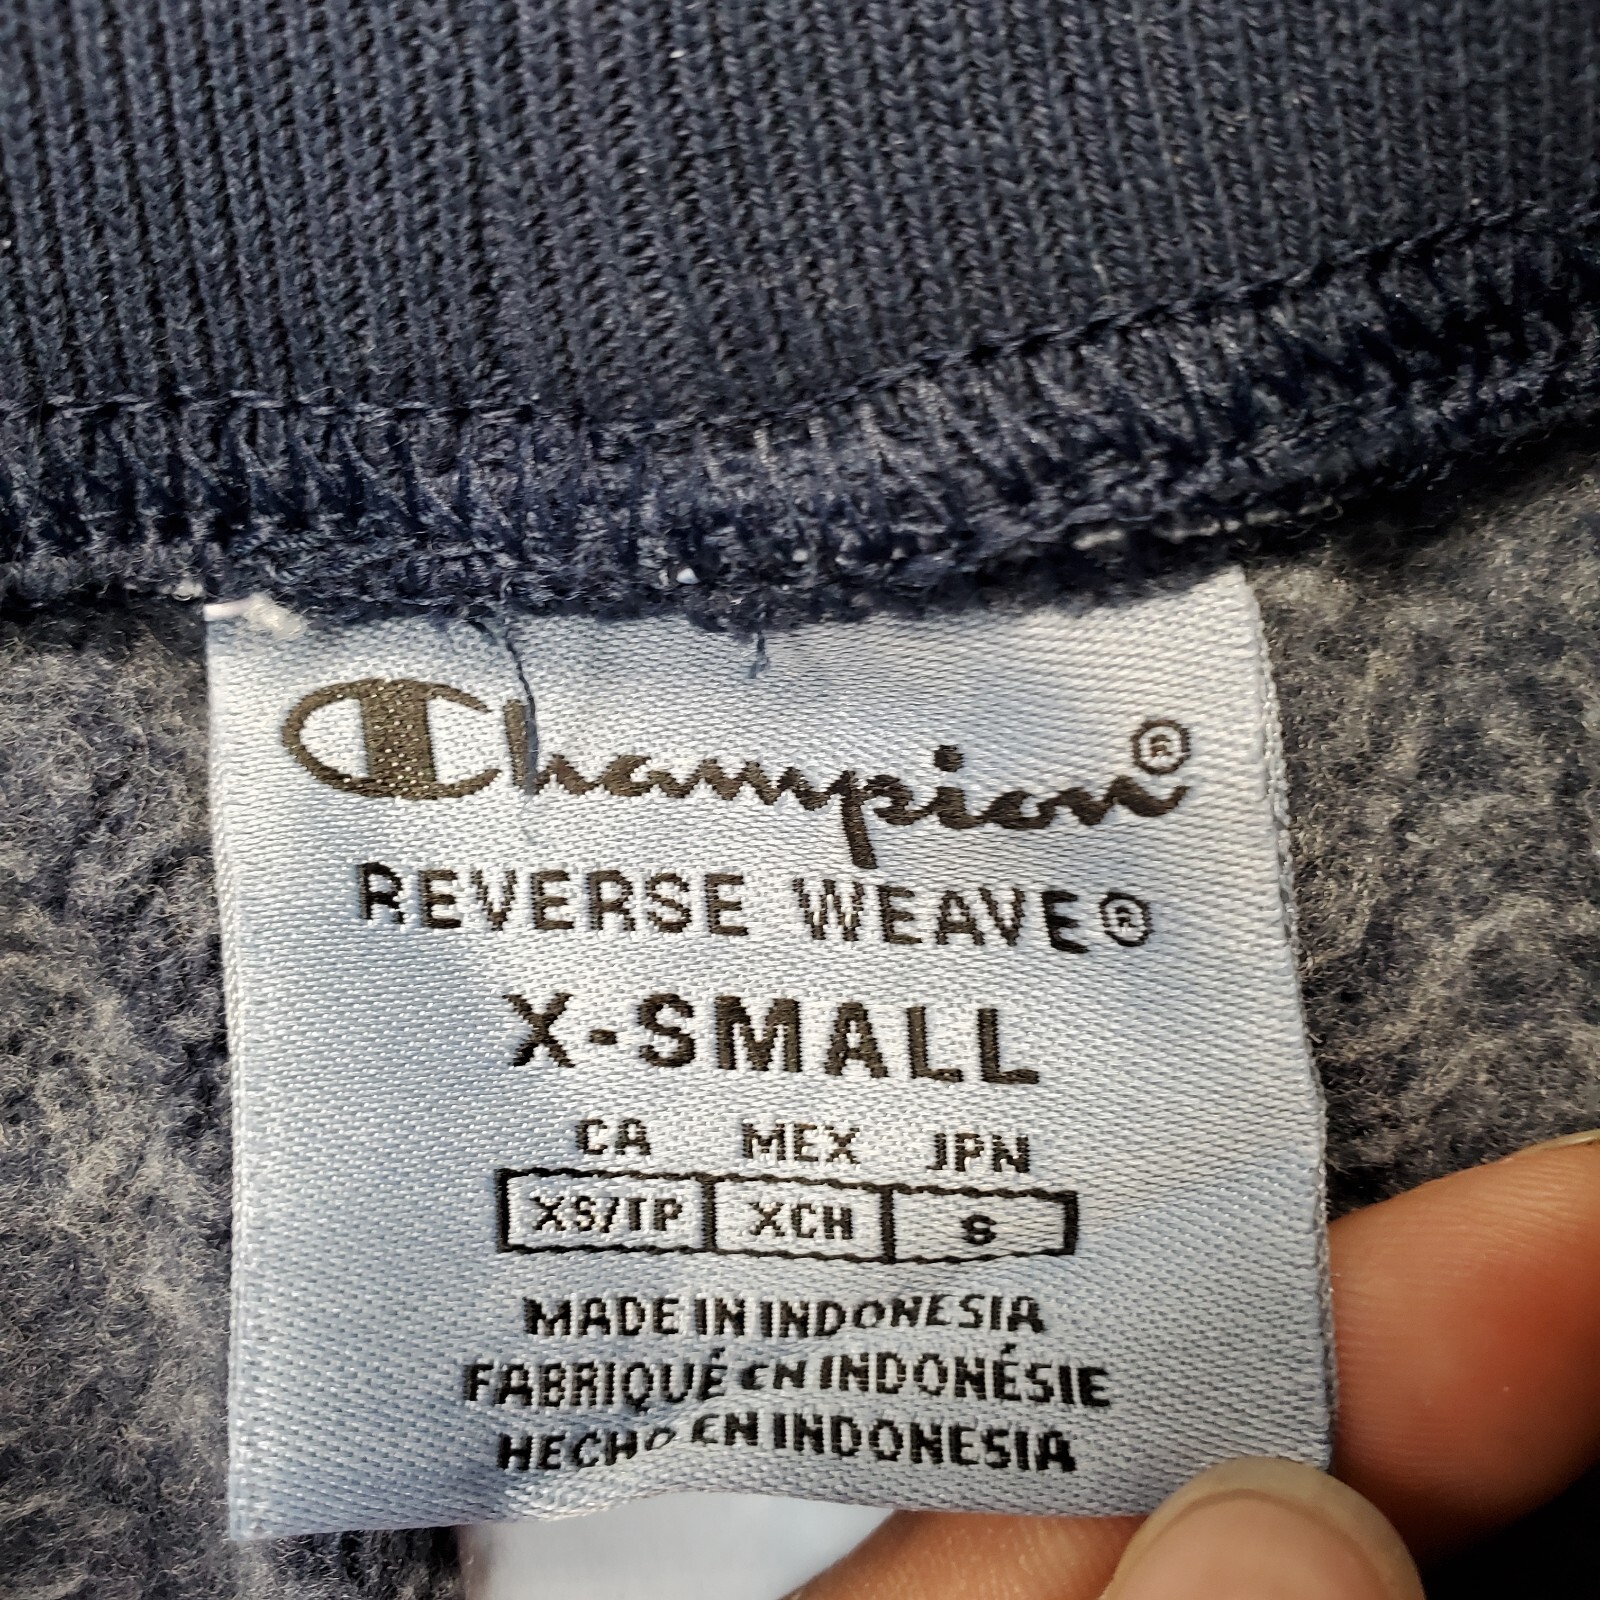 Champion®
REVERSE WEAVE®
X-SMALL
CA MEX JPN
XS/TP XCH S
MADE IN INDONESIA
FABRIQUÉ EN INDONÉSIE
HECHO EN INDONESIA